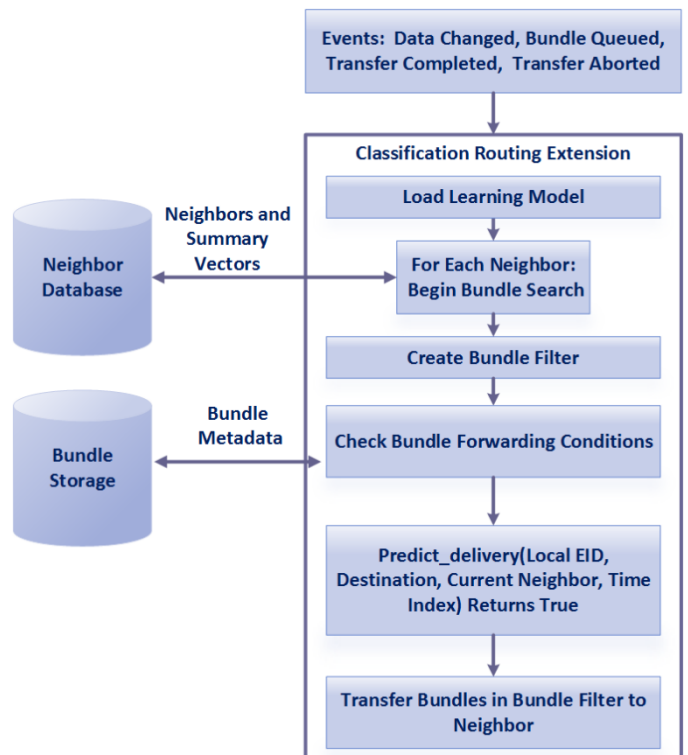 Events: Data Changed, Bundle Queued,
Transfer Completed, Transfer Aborted
Classification Routing Extension
Load Learning Model
Neighbors and
Summary
Vectors
Neighbor
Database
For Each Neighbor:
Begin Bundle Search
Create Bundle Filter
Bundle
Metadata
Bundle
Storage
Check Bundle Forwarding Conditions
Predict_delivery(Local EID,
Destination, Current Neighbor, Time
Index) Returns True
Transfer Bundles in Bundle Filter to
Neighbor